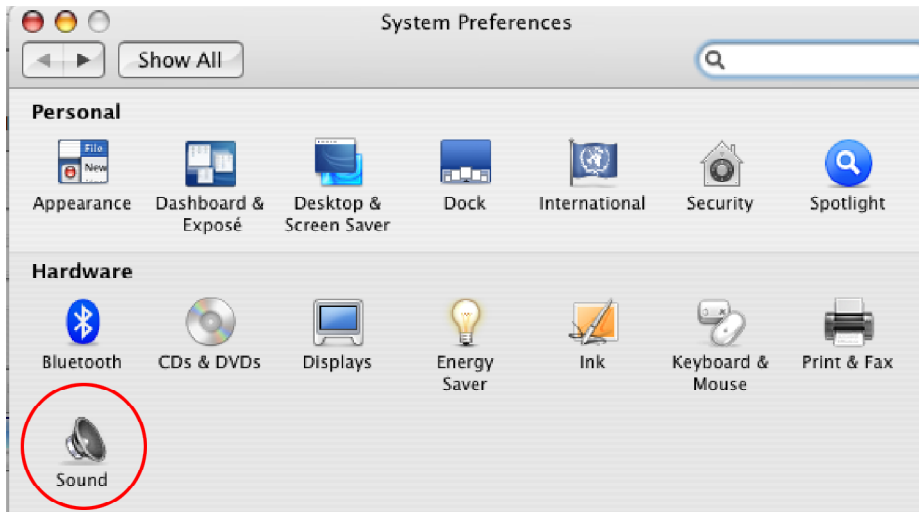 System Preferences
Show All
Personal
File
New
Appearance
Dashboard &
Exposé
Desktop &
Screen Saver
Dock
International
Security
Spotlight
Hardware
Bluetooth
CDs & DVDs
Displays
Energy
Saver
Ink
Keyboard &
Mouse
Print & Fax
Sound